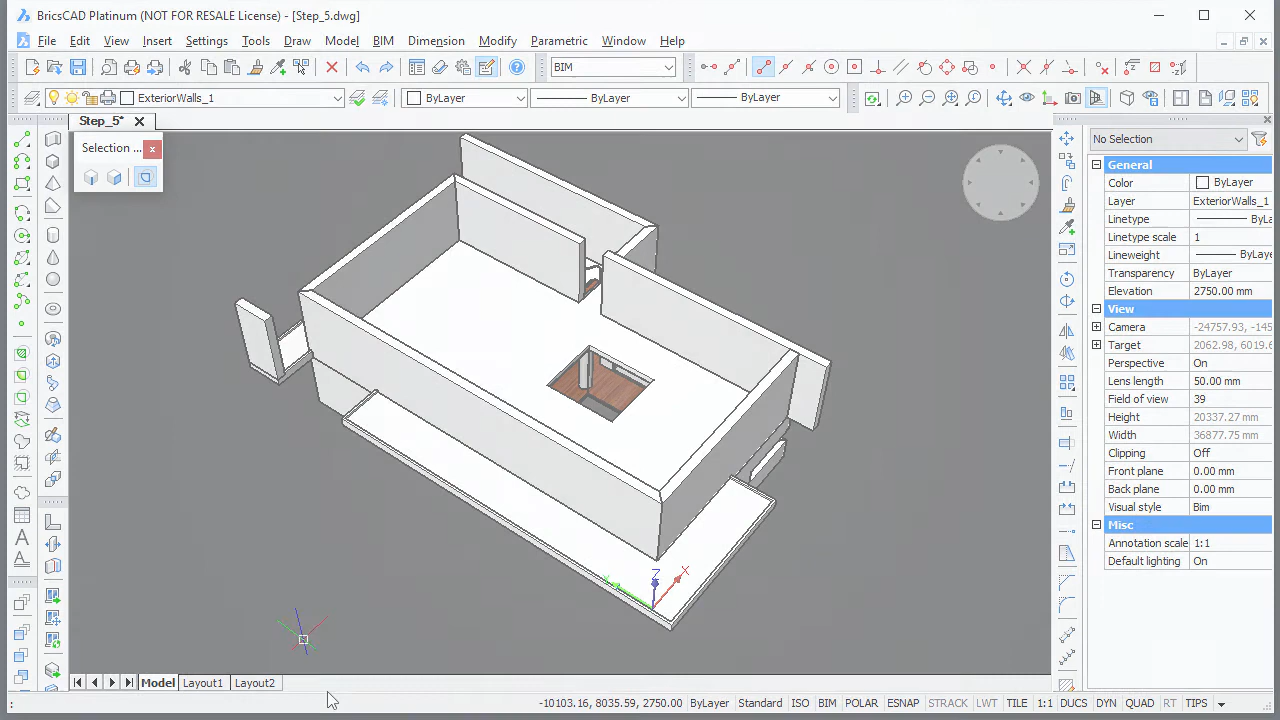 BricsCAD Platinum (NOT FOR RESALE License) - [Step_5.dwg]
File Edit View Insert Settings Tools Draw Model BIM Dimension Modify Parametric Window Help
BIM
ExteriorWalls_1 ByLayer ByLayer ByLayer
Step_5*
Selection ...
No Selection
General
Color ByLayer
Layer ExteriorWalls_1
Linetype ByLa
Linetype scale 1
Lineweight ByLaye
Transparency ByLayer
Elevation 2750.00 mm
View
Camera -24757.93, -145
Target 2062.98, 6019.6
Perspective On
Lens length 50.00 mm
Field of view 39
Height 20337.27 mm
Width 36877.75 mm
Clipping Off
Front plane 0.00 mm
Back plane 0.00 mm
Visual style Bim
Misc
Annotation scale 1:1
Default lighting On
Z X Y
Model Layout1 Layout2
: -10103.16, 8035.59, 2750.00 ByLayer Standard ISO BIM POLAR ESNAP STRACK LWT TILE 1:1 DUCS DYN QUAD RT TIPS